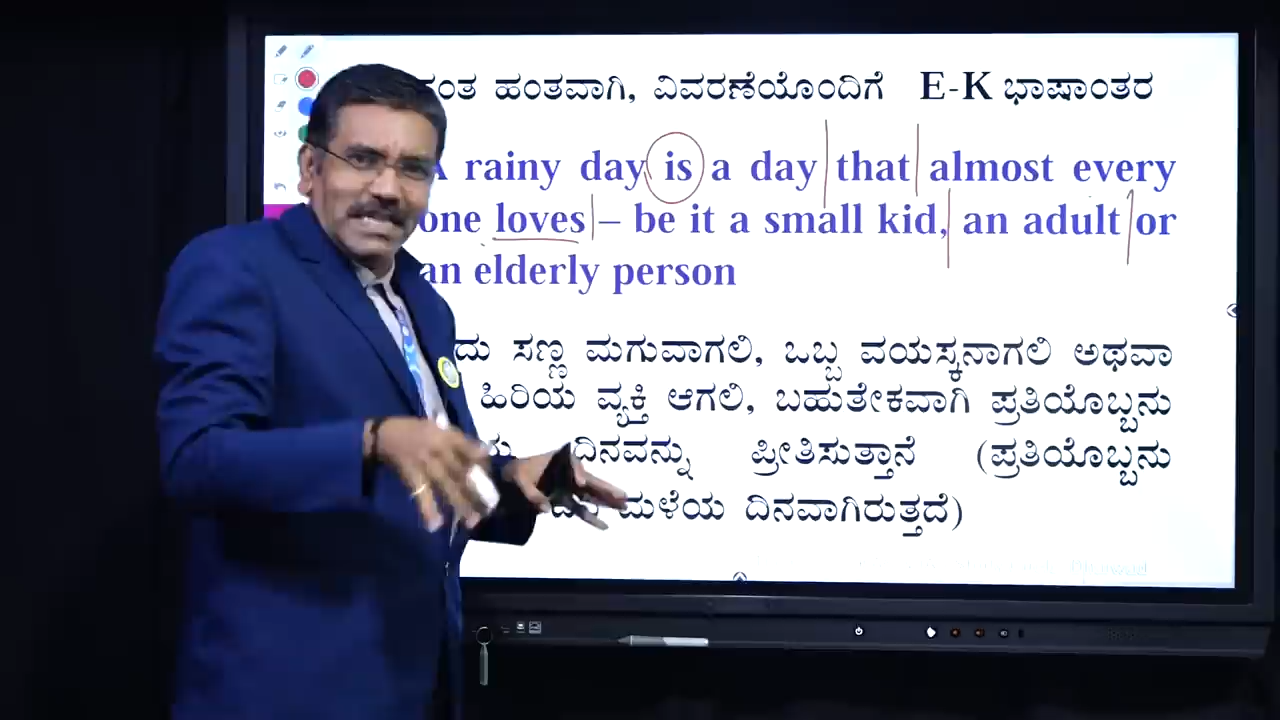 ಹಂತವಾಗಿ, ವಿವರಣೆಯೊಂದಿಗೆ E-K ಭಾಷಾಂತರ
rainy day is a day that almost every
one loves – be it a small kid, an adult or
an elderly person
ಸಣ್ಣ ಮಗುವಾಗಲಿ, ಒಬ್ಬ ವಯಸ್ಕನಾಗಲಿ ಅಥವಾ
ಹಿರಿಯ ವ್ಯಕ್ತಿ ಆಗಲಿ, ಬಹುತೇಕವಾಗಿ ಪ್ರತಿಯೊಬ್ಬನು
ದಿನವನ್ನು ಪ್ರೀತಿಸುತ್ತಾನೆ (ಪ್ರತಿಯೊಬ್ಬನು
ಮಳೆಯ ದಿನವಾಗಿರುತ್ತದೆ)